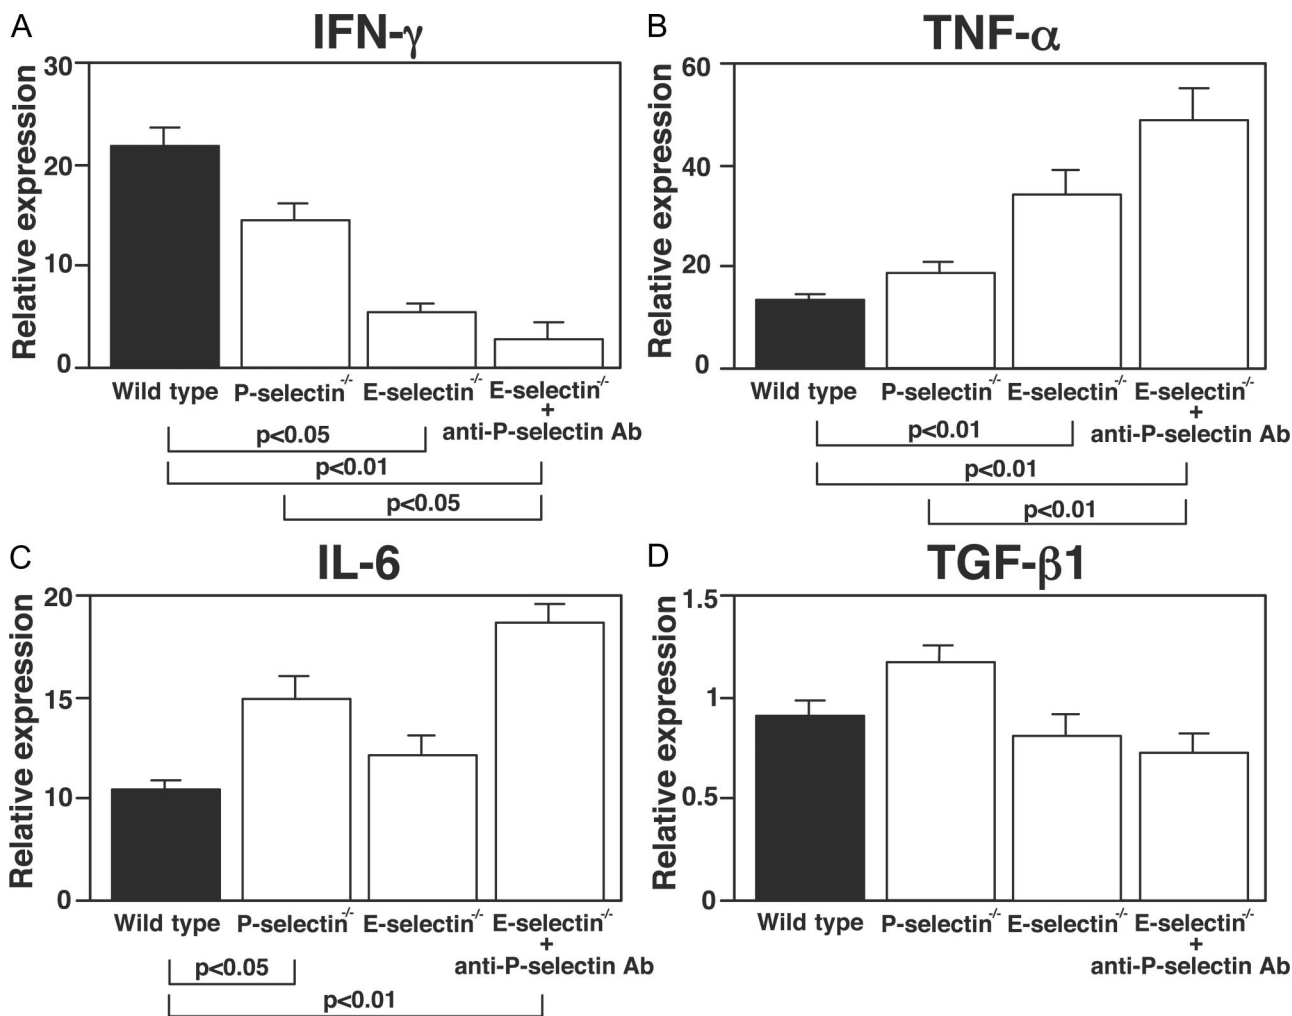 A
IFN-γ
Relative expression
30
20
10
0
Wild type
P-selectin-/-
E-selectin-/-
E-selectin-/-
+
anti-P-selectin Ab
p<0.05
p<0.01
p<0.05
B
TNF-α
Relative expression
60
40
20
0
Wild type
P-selectin-/-
E-selectin-/-
E-selectin-/-
+
anti-P-selectin Ab
p<0.01
p<0.01
p<0.01
C
IL-6
Relative expression
20
15
10
0
Wild type
P-selectin-/-
E-selectin-/-
E-selectin-/-
+
anti-P-selectin Ab
p<0.05
p<0.01
D
TGF-β1
Relative expression
1.5
1
0.5
0
Wild type
P-selectin-/-
E-selectin-/-
E-selectin-/-
+
anti-P-selectin Ab